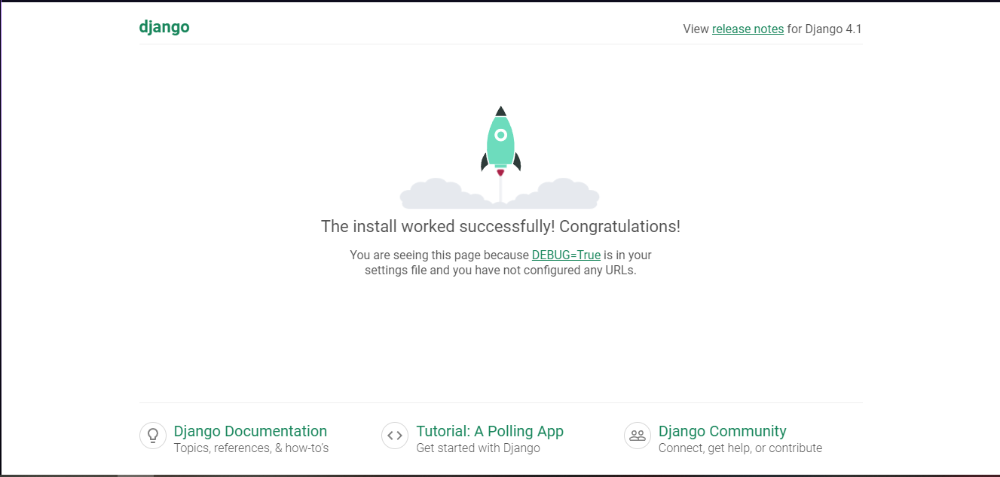 django
View release notes for Django 4.1
The install worked successfully! Congratulations!
You are seeing this page because DEBUG=True is in your
settings file and you have not configured any URLs.
Django Documentation
Topics, references, & how-to’s
Tutorial: A Polling App
Get started with Django
Django Community
Connect, get help, or contribute